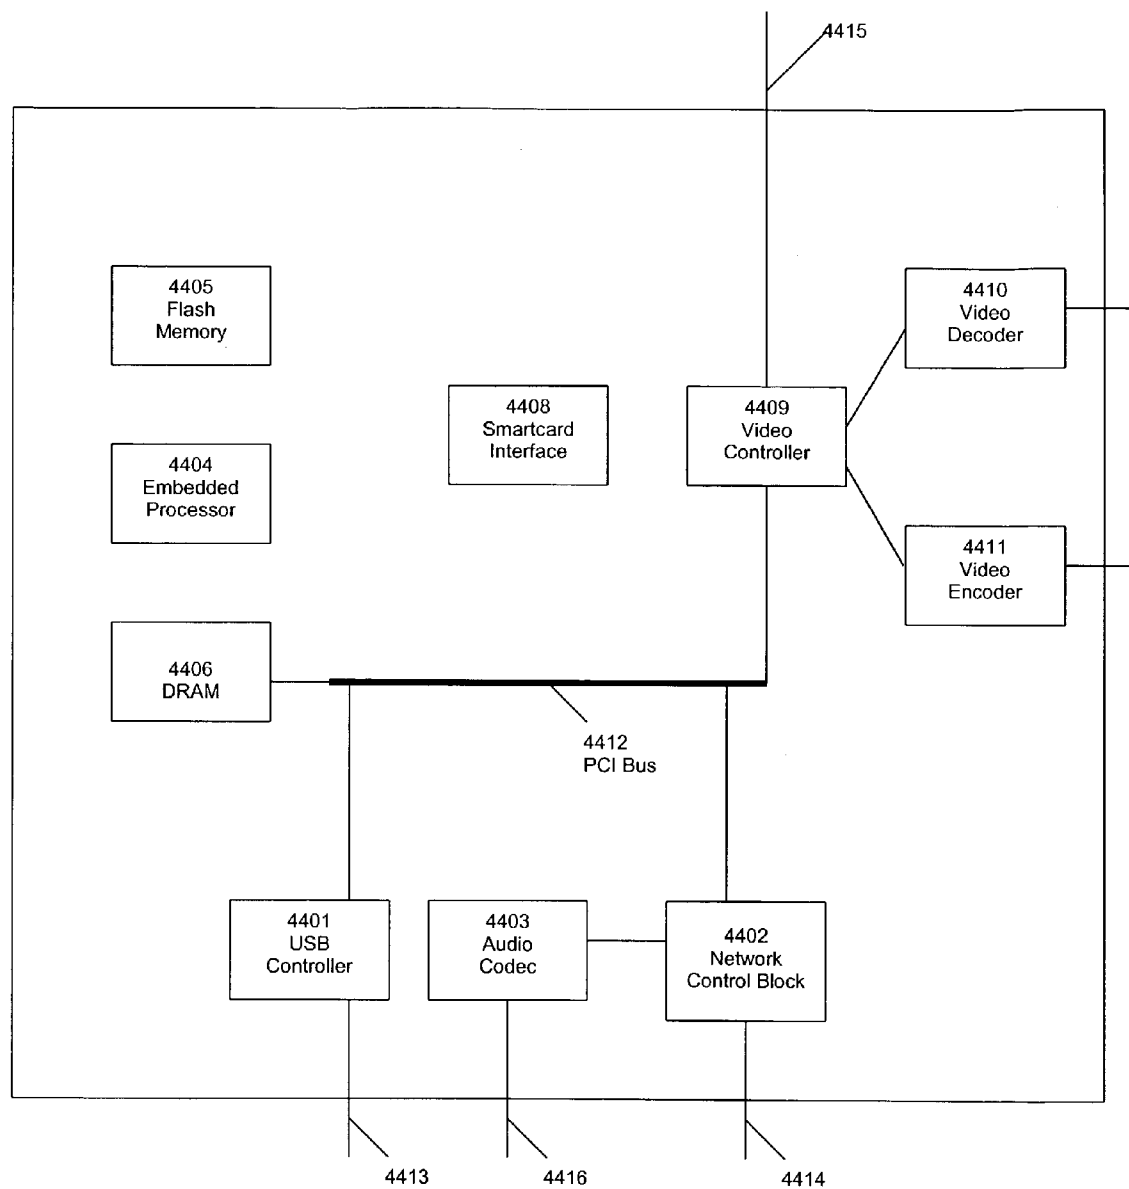 4415
4405
Flash
Memory
4410
Video
Decoder
4408
Smartcard
Interface
4409
Video
Controller
4404
Embedded
Processor
4411
Video
Encoder
4406
DRAM
4412
PCI Bus
4401
USB
Controller
4403
Audio
Codec
4402
Network
Control Block
4413
4416
4414